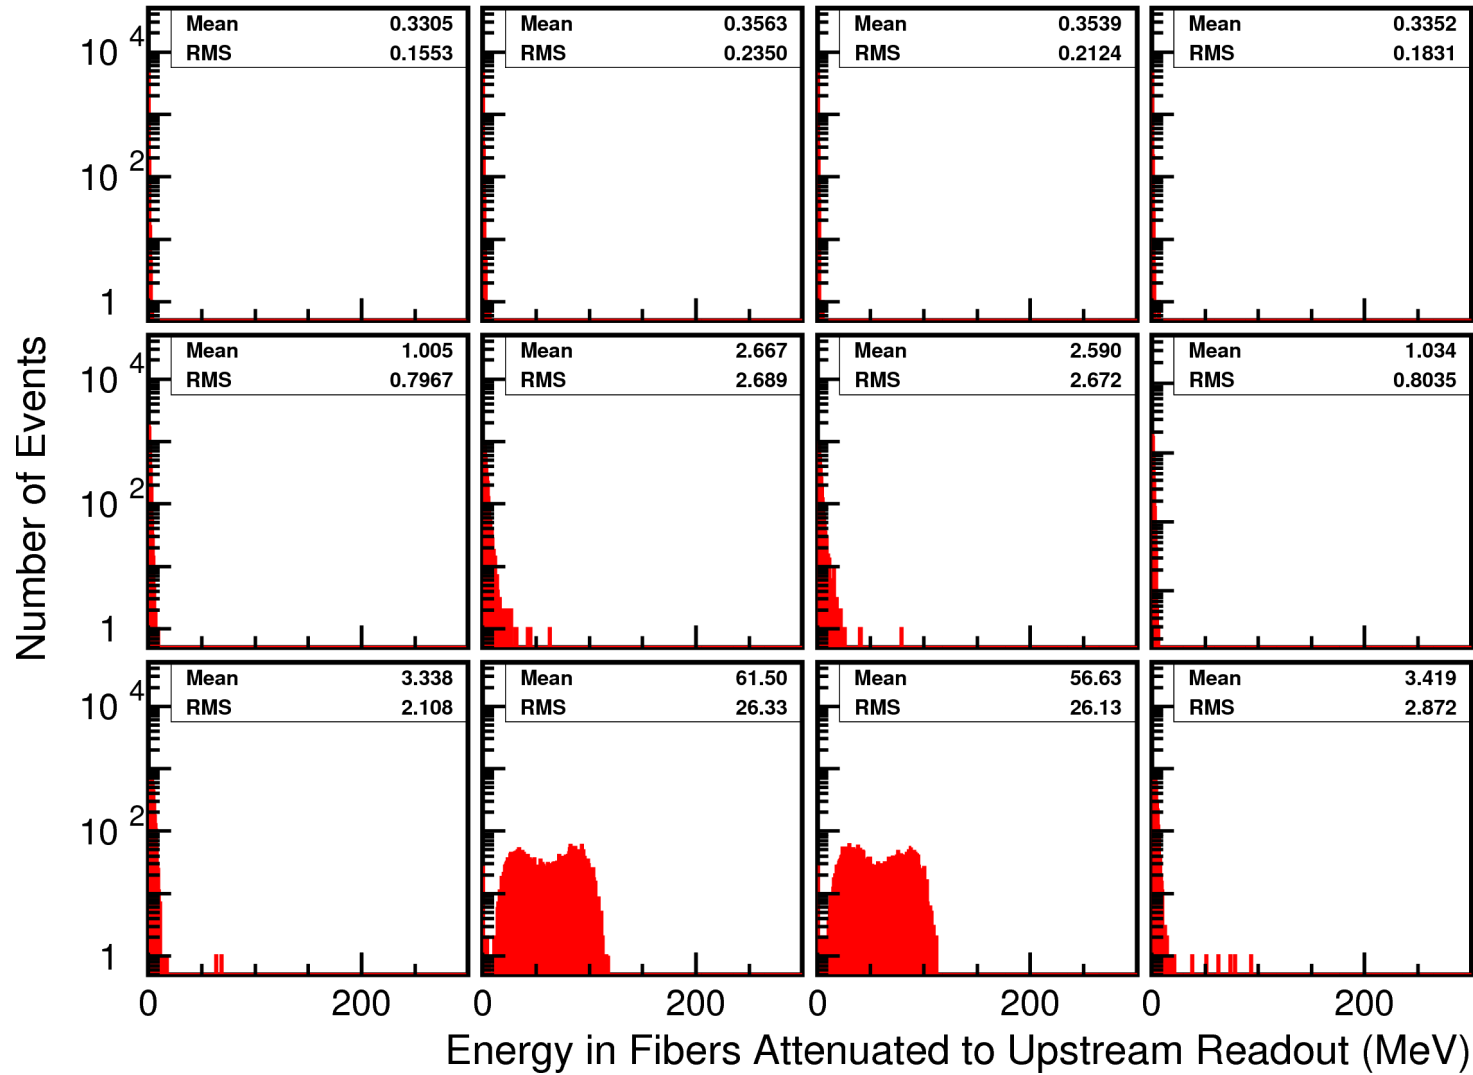 Mean 0.3305
RMS 0.1553
Mean 0.3563
RMS 0.2350
Mean 0.3539
RMS 0.2124
Mean 0.3352
RMS 0.1831
10 4
10 2
1
Mean 1.005
RMS 0.7967
Mean 2.667
RMS 2.689
Mean 2.590
RMS 2.672
Mean 1.034
RMS 0.8035
10 4
10 2
1
Number of Events
Mean 3.338
RMS 2.108
Mean 61.50
RMS 26.33
Mean 56.63
RMS 26.13
Mean 3.419
RMS 2.872
10 4
10 2
1
0 200 0 200 0 200 0 200
Energy in Fibers Attenuated to Upstream Readout (MeV)